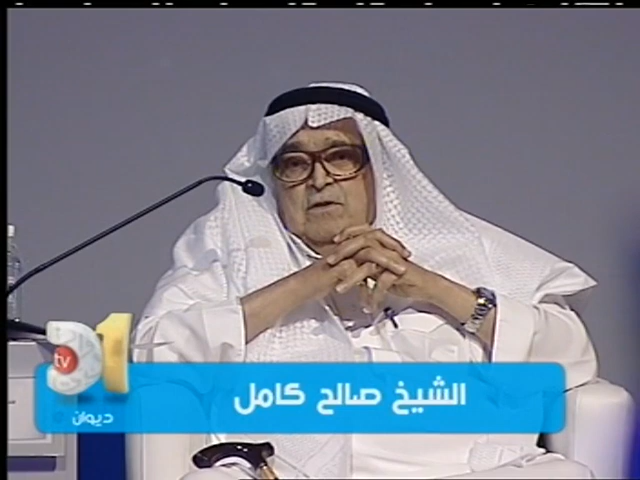 الشيخ صالح كامل
ديوان
tv